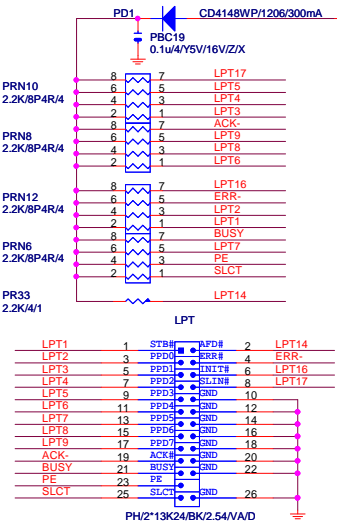 PD1 CD4148WP/1206/300mA
PBC19
0.1u/4/Y5V/16V/Z/X
PRN10
2.2K/8P4R/4
8 7 LPT17
6 5 LPT5
4 3 LPT4
2 1 LPT3
PRN8
2.2K/8P4R/4
8 7 ACK-
6 5 LPT9
4 3 LPT8
2 1 LPT6
PRN12
2.2K/8P4R/4
8 7 LPT16
6 5 ERR-
4 3 LPT2
2 1 LPT1
PRN6
2.2K/8P4R/4
8 7 BUSY
6 5 LPT7
4 3 PE
2 1 SLCT
PR33
2.2K/4/1
LPT14
LPT
LPT1 1 STB# AFD# 2 LPT14
LPT2 3 PPD0 ERR# 4 ERR-
LPT3 5 PPD1 INIT# 6 LPT16
LPT4 7 PPD2 SLIN# 8 LPT17
LPT5 9 PPD3 GND 10
LPT6 11 PPD4 GND 12
LPT7 13 PPD5 GND 14
LPT8 15 PPD6 GND 16
LPT9 17 PPD7 GND 18
ACK- 19 ACK# GND 20
BUSY 21 BUSY GND 22
PE 23 PE
SLCT 25 SLCT GND 26
PH/2*13K24/BK/2.54/VA/D